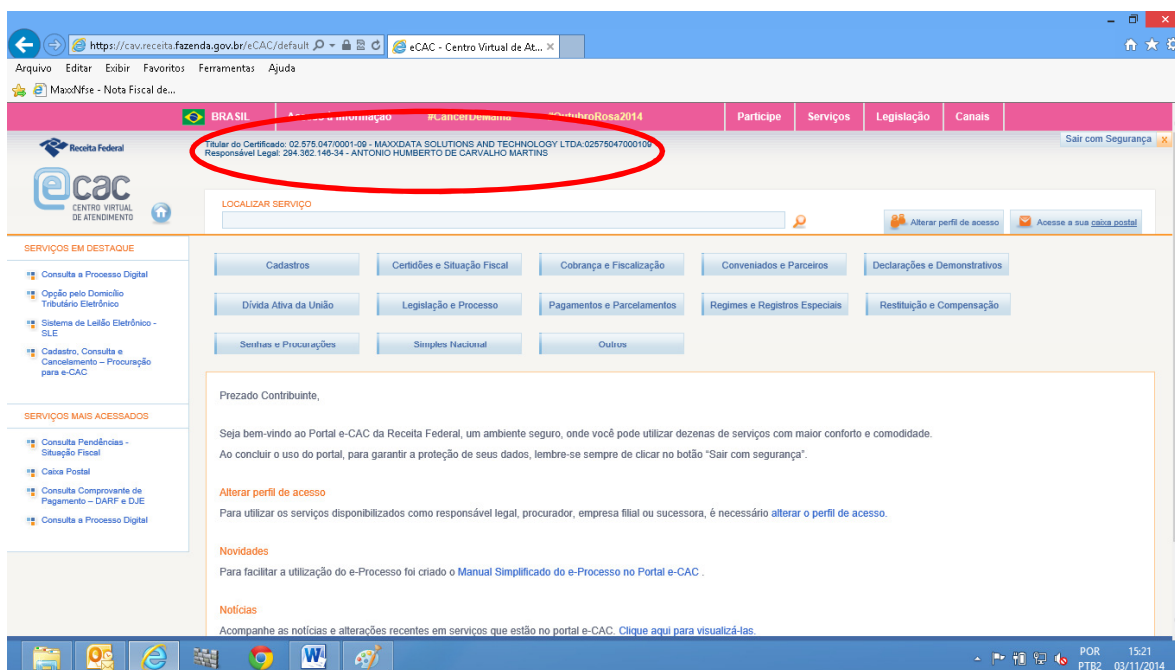 https://cav.receita.fazenda.gov.br/eCAC/default
eCAC - Centro Virtual de At...
Arquivo Editar Exibir Favoritos Ferramentas Ajuda
MaxxNfse - Nota Fiscal de...
BRASIL Acesso à informação #CâncerDeMama #OutubroRosa2014 Participe Serviços Legislação Canais
Receita Federal
Titular do Certificado: 02.575.047/0001-09 - MAXXDATA SOLUTIONS AND TECHNOLOGY LTDA:02575047000109
Responsável Legal: 294.362.146-34 - ANTONIO HUMBERTO DE CARVALHO MARTINS
Sair com Segurança X
ecac
CENTRO VIRTUAL
DE ATENDIMENTO
LOCALIZAR SERVIÇO
Alterar perfil de acesso
Acesse a sua caixa postal
SERVIÇOS EM DESTAQUE
Consulta a Processo Digital
Opção pelo Domicílio
Tributário Eletrônico
Sistema de Leilão Eletrônico -
SLE
Cadastro, Consulta e
Cancelamento – Procuração
para e-CAC
SERVIÇOS MAIS ACESSADOS
Consulta Pendências -
Situação Fiscal
Caixa Postal
Consulta Comprovante de
Pagamento – DARF e DJE
Consulta a Processo Digital
Cadastros Certidões e Situação Fiscal Cobrança e Fiscalização Conveniados e Parceiros Declarações e Demonstrativos
Dívida Ativa da União Legislação e Processo Pagamentos e Parcelamentos Regimes e Registros Especiais Restituição e Compensação
Senhas e Procurações Simples Nacional Outros
Prezado Contribuinte,
Seja bem-vindo ao Portal e-CAC da Receita Federal, um ambiente seguro, onde você pode utilizar dezenas de serviços com maior conforto e comodidade.
Ao concluir o uso do portal, para garantir a proteção de seus dados, lembre-se sempre de clicar no botão “Sair com segurança”.
Alterar perfil de acesso
Para utilizar os serviços disponibilizados como responsável legal, procurador, empresa filial ou sucessora, é necessário alterar o perfil de acesso.
Novidades
Para facilitar a utilização do e-Processo foi criado o Manual Simplificado do e-Processo no Portal e-CAC .
Notícias
Acompanhe as notícias e alterações recentes em serviços que estão no portal e-CAC. Clique aqui para visualizá-las.
POR 15:21
PTB2 03/11/2014